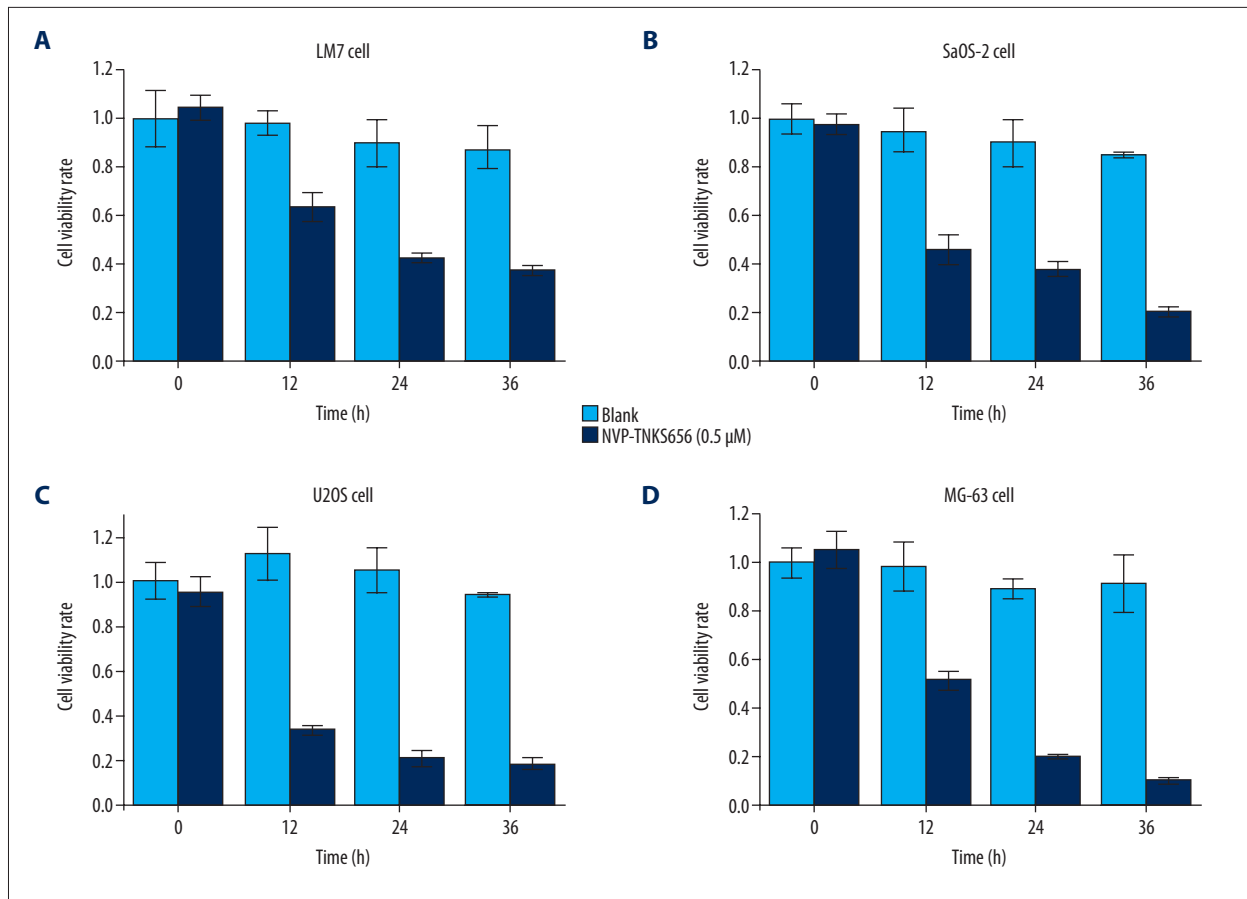 A
LM7 cell
Cell viability rate
1.2
1.0
0.8
0.6
0.4
0.2
0.0
0 12 24 36
Time (h)
B
SaOS-2 cell
Cell viability rate
1.2
1.0
0.8
0.6
0.4
0.2
0.0
0 12 24 36
Time (h)
Blank
NVP-TNKS656 (0.5 µM)
C
U2OS cell
Cell viability rate
1.2
1.0
0.8
0.6
0.4
0.2
0.0
0 12 24 36
Time (h)
D
MG-63 cell
Cell viability rate
1.2
1.0
0.8
0.6
0.4
0.2
0.0
0 12 24 36
Time (h)